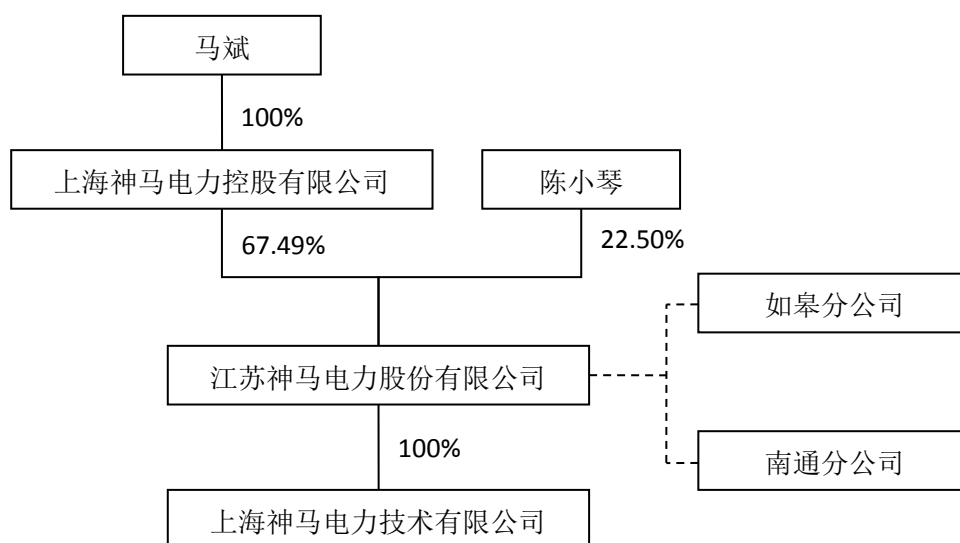 马斌
100%
上海神马电力控股有限公司
陈小琴
67.49%
22.50%
如皋分公司
江苏神马电力股份有限公司
100%
南通分公司
上海神马电力技术有限公司